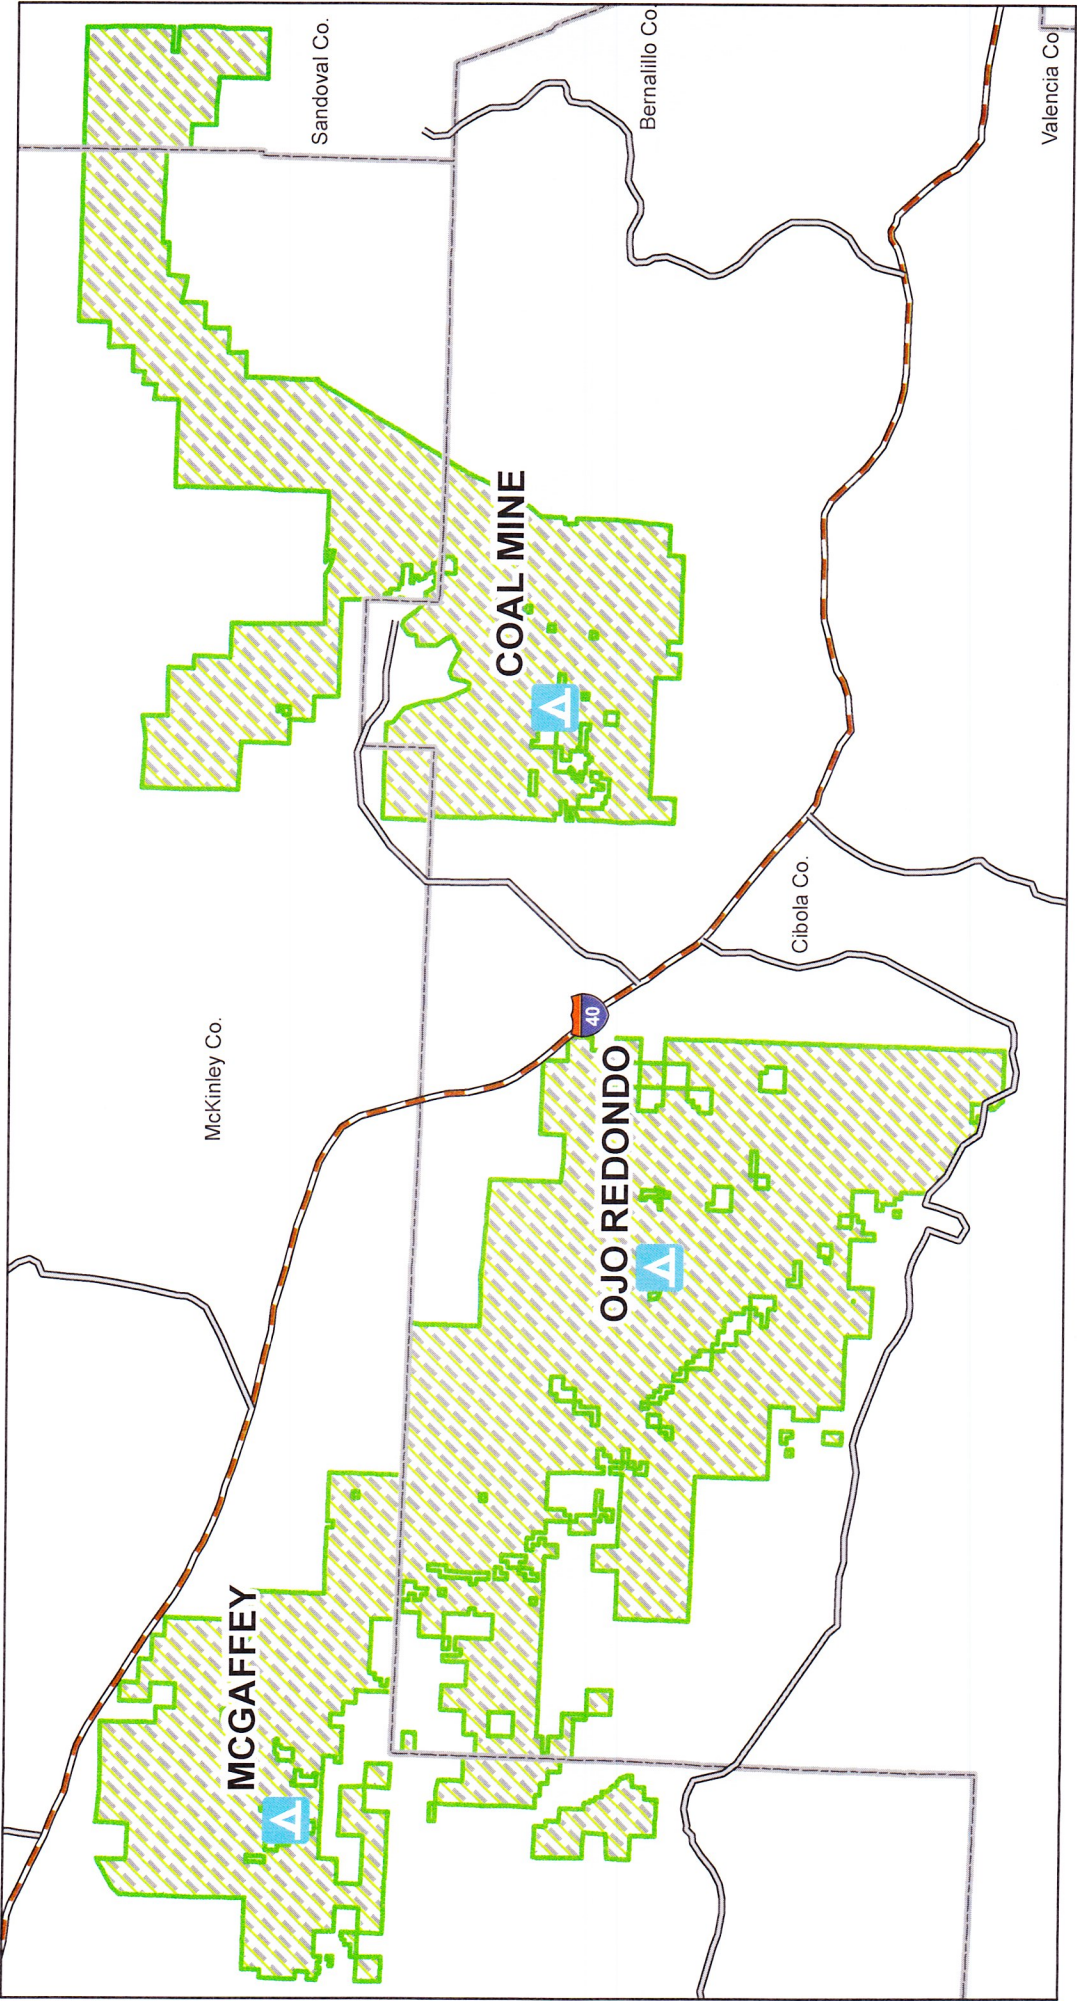 McKinley Co.
Sandoval Co.
Bernalillo Co.
Valencia Co
Cibola Co.
MCGAFFEY
OJO REDONDO
COAL MINE
40